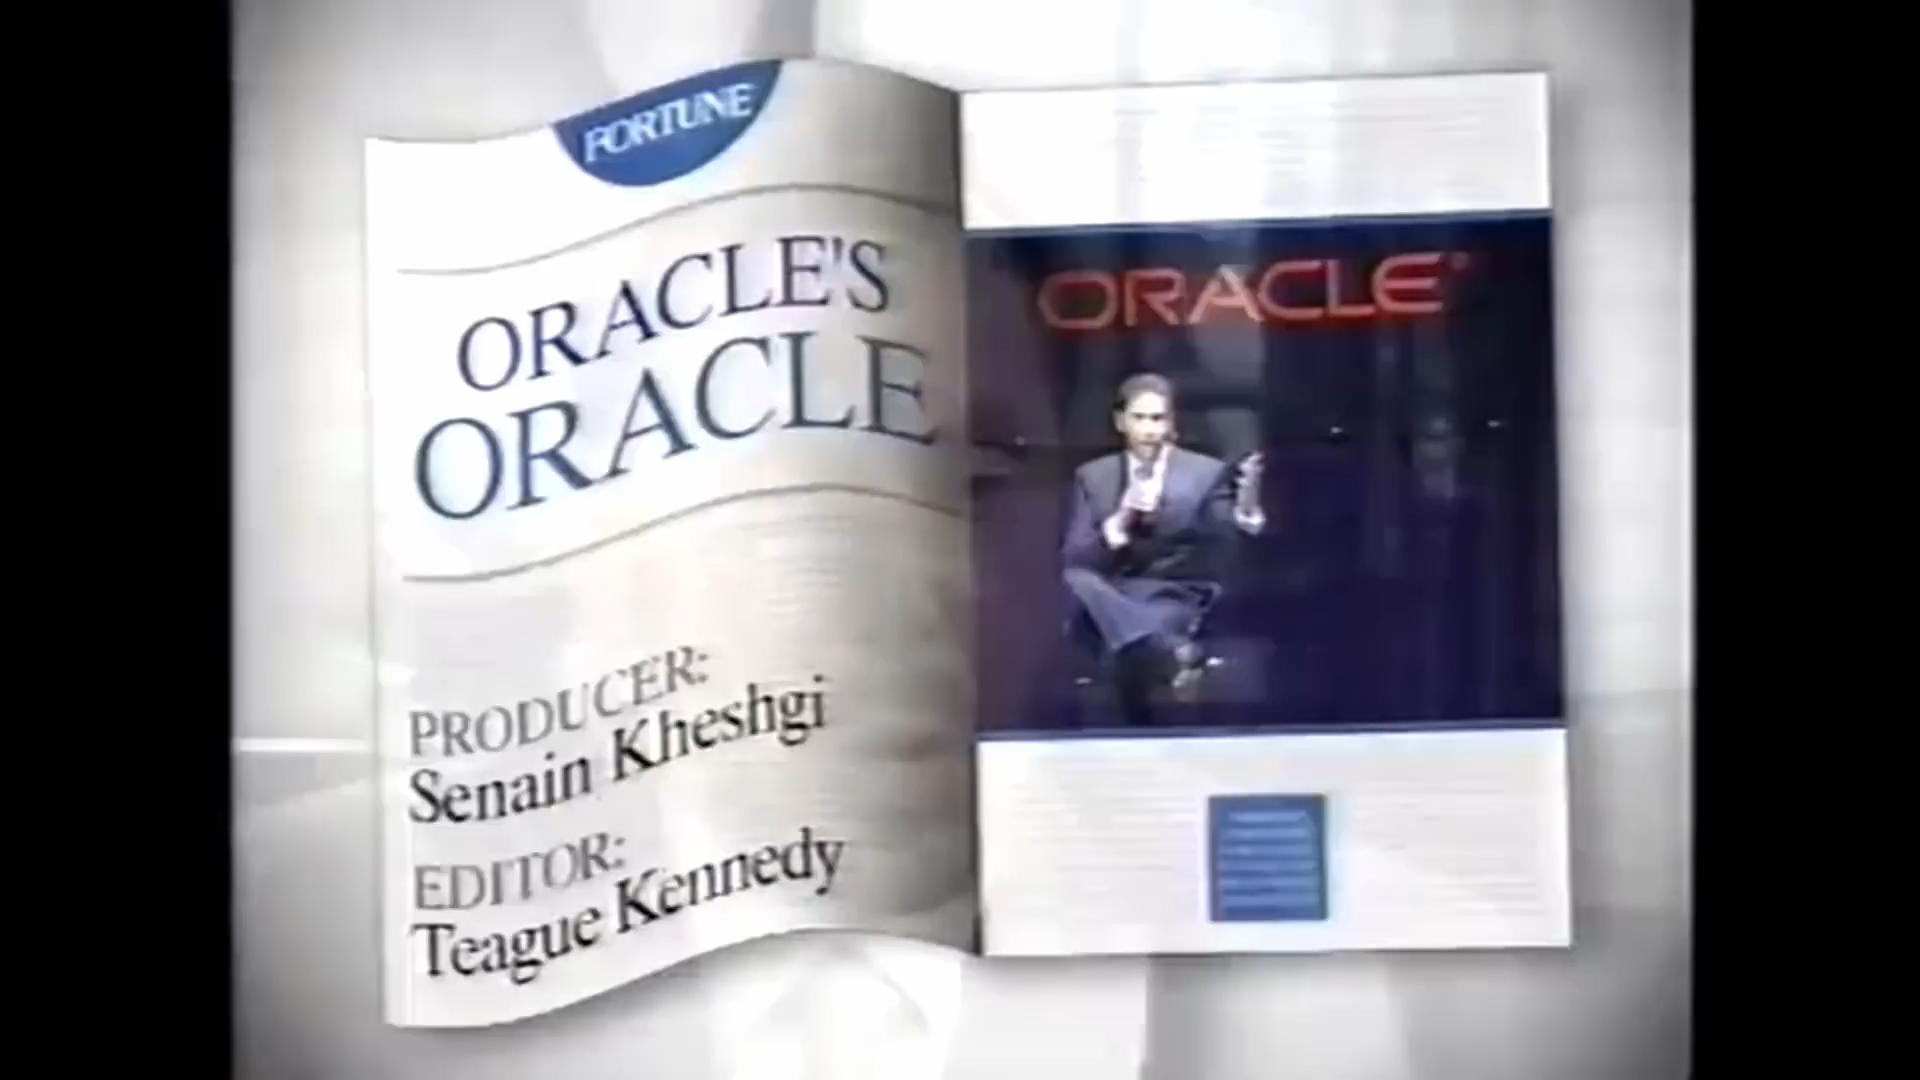 FORTUNE
ORACLE'S
ORACLE
PRODUCER:
Senain Kheshgi
EDITOR:
Teague Kennedy
ORACLE